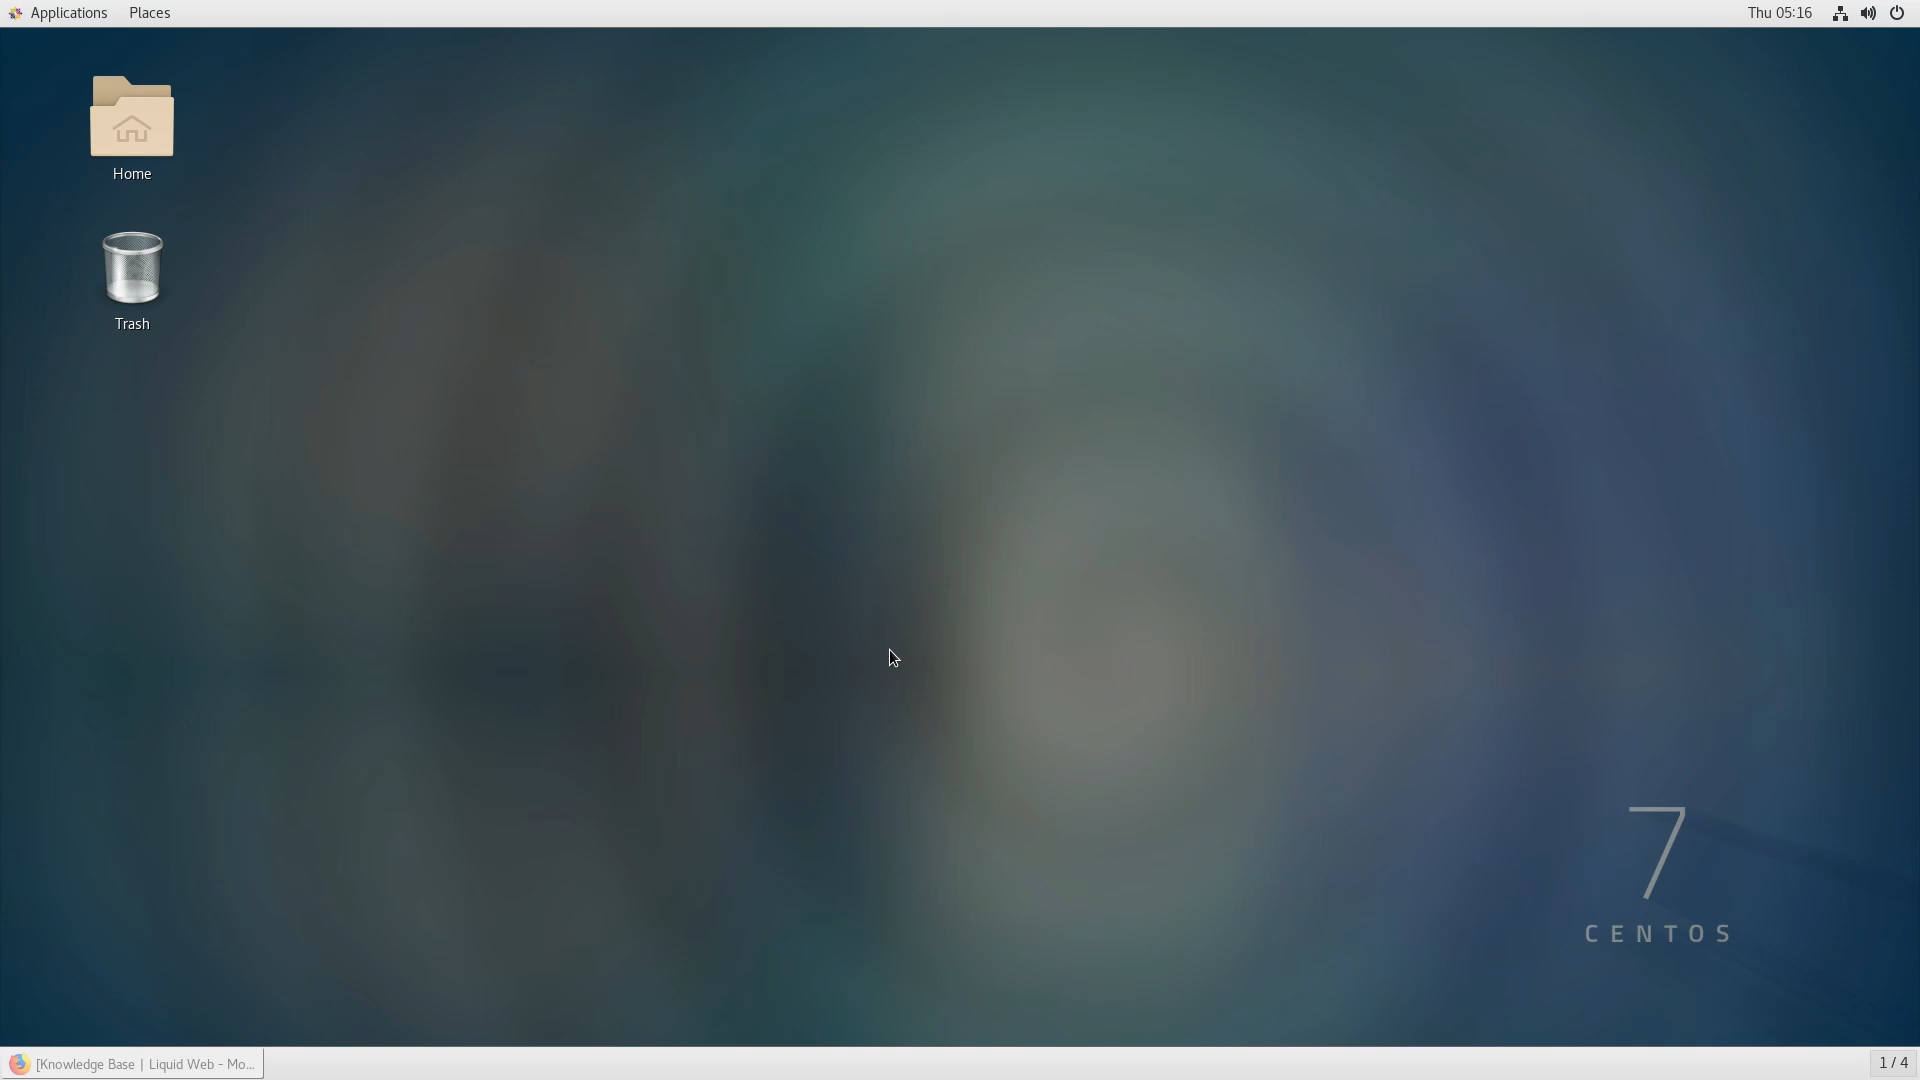 Applications Places Thu 05:16
Home
Trash
7
CENTOS
[Knowledge Base | Liquid Web - Mo... 1 / 4